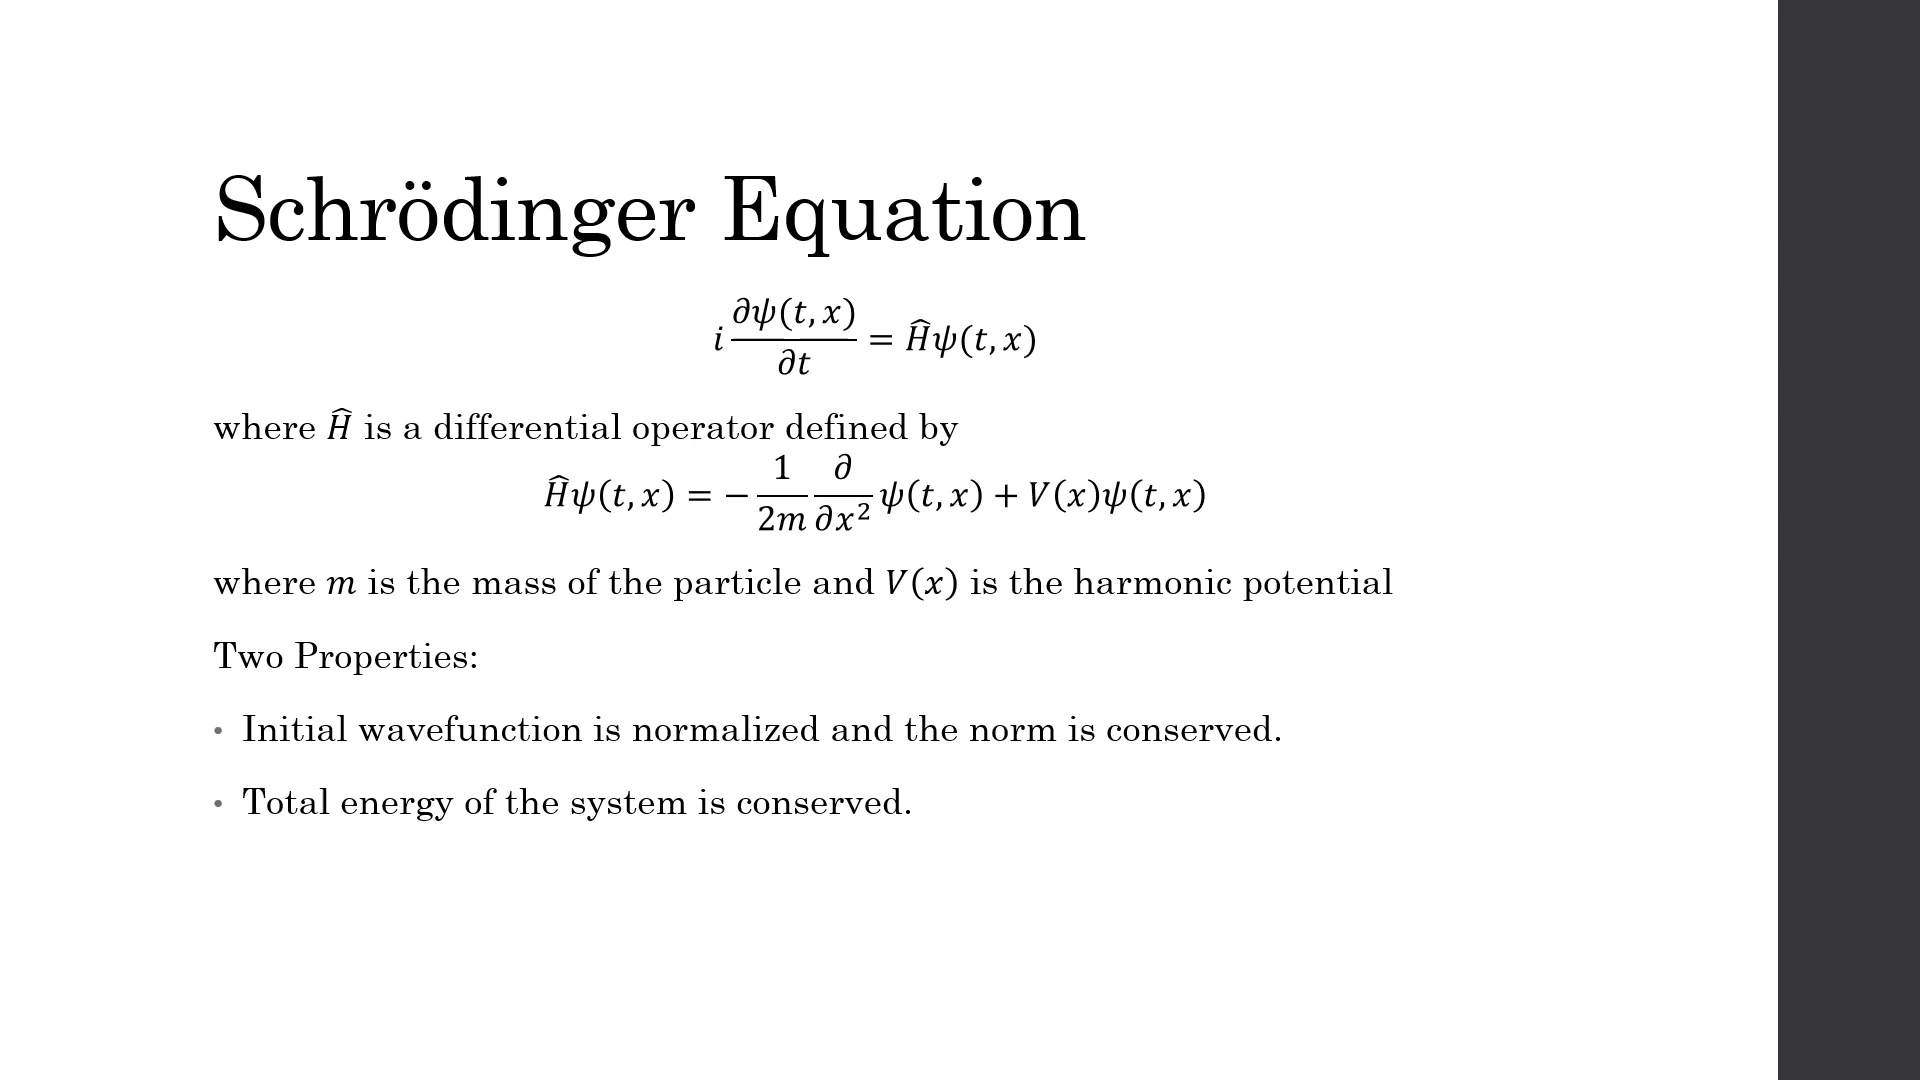 Schrödinger Equation
i ∂ψ(t, x)/∂t = Ĥψ(t, x)
where Ĥ is a differential operator defined by
Ĥψ(t, x) = − 1/2m ∂/∂x² ψ(t, x) + V(x)ψ(t, x)
where m is the mass of the particle and V(x) is the harmonic potential
Two Properties:
• Initial wavefunction is normalized and the norm is conserved.
• Total energy of the system is conserved.